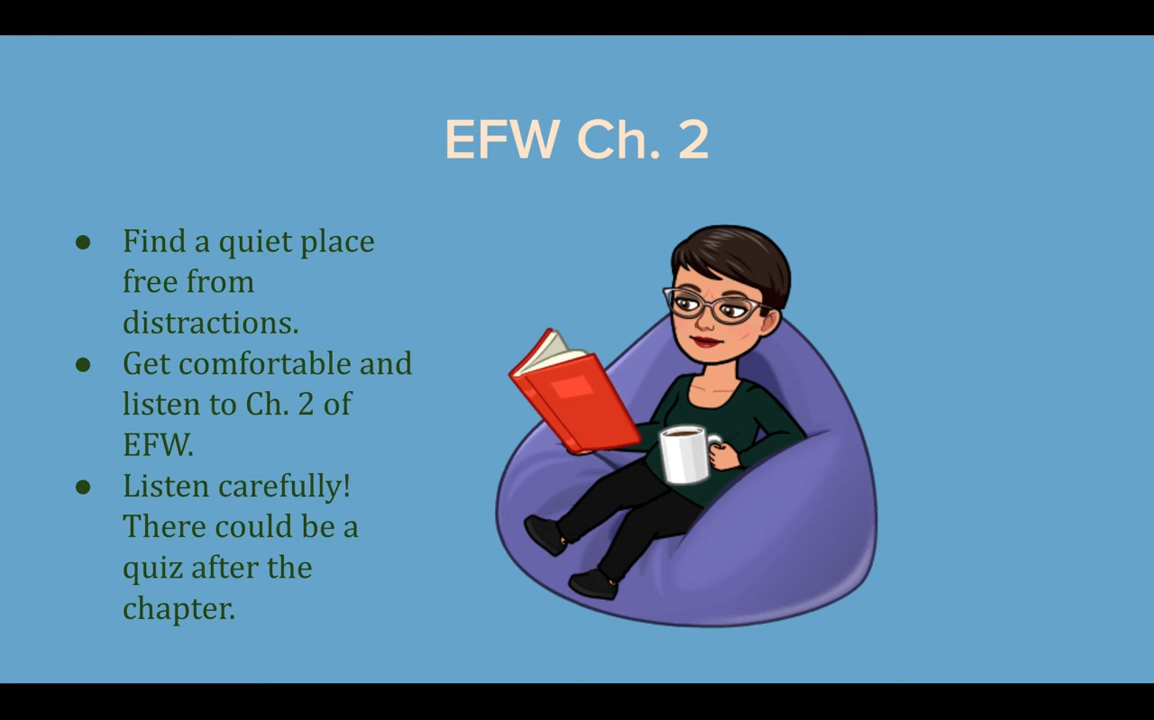 EFW Ch. 2
● Find a quiet place
free from
distractions.
● Get comfortable and
listen to Ch. 2 of
EFW.
● Listen carefully!
There could be a
quiz after the
chapter.